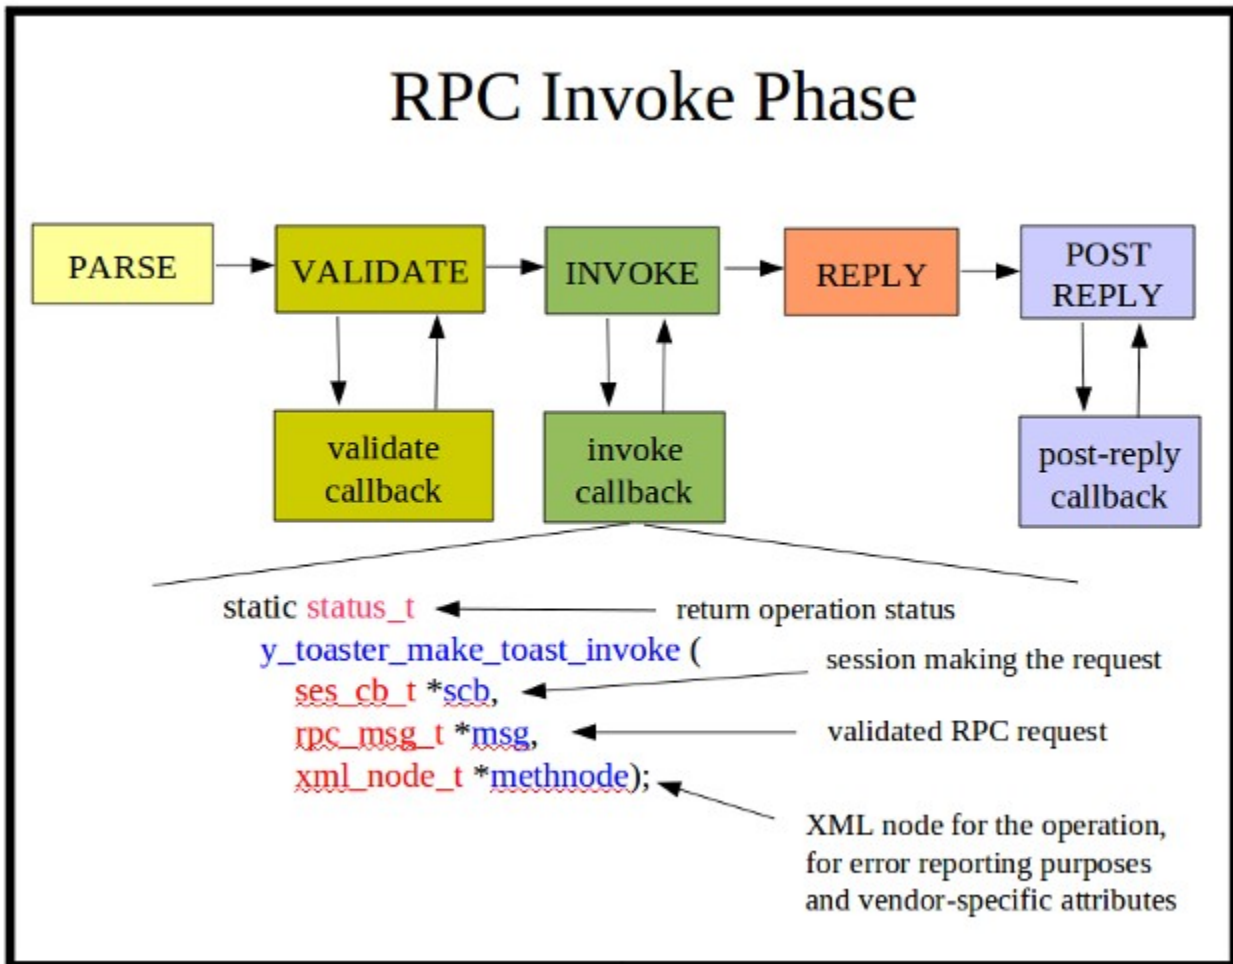 RPC Invoke Phase
PARSE
VALIDATE
INVOKE
REPLY
POST
REPLY
validate
callback
invoke
callback
post-reply
callback
static status_t
return operation status
y_toaster_make_toast_invoke (
session making the request
ses_cb_t *scb,
rpc_msg_t *msg,
validated RPC request
xml_node_t *methnode);
XML node for the operation,
for error reporting purposes
and vendor-specific attributes